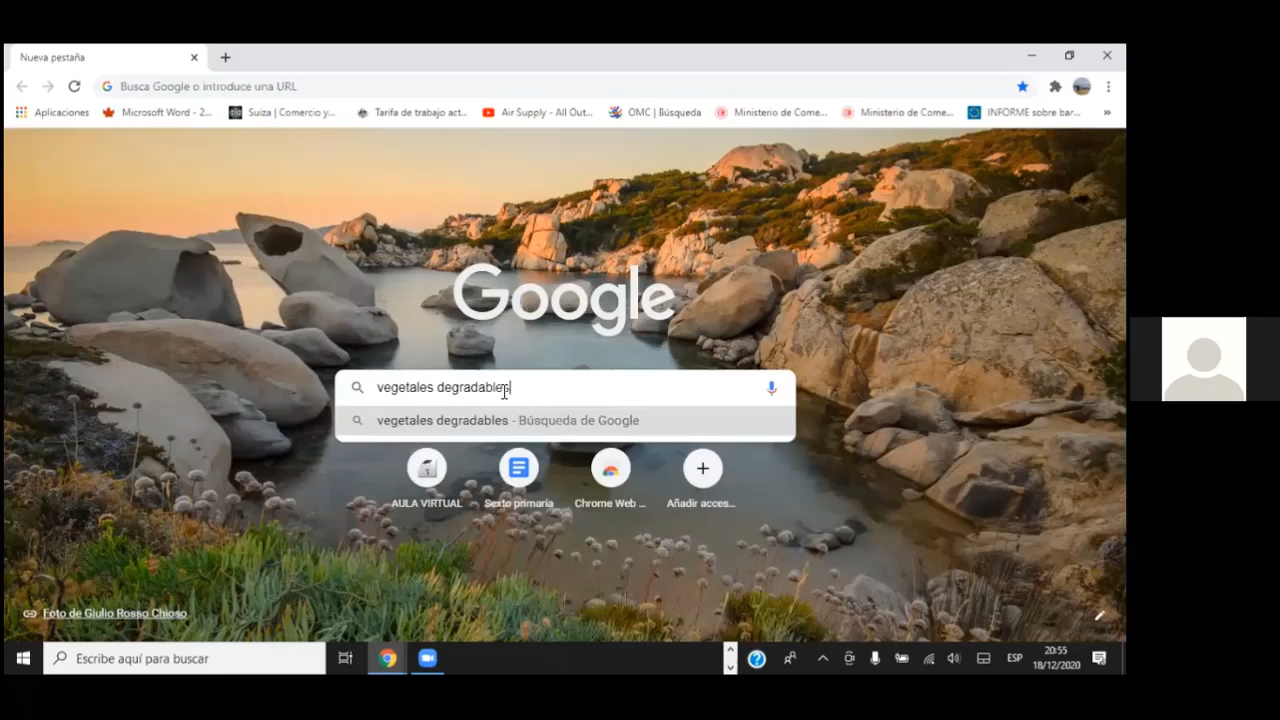 Nueva pestaña
Busca Google o introduce una URL
Aplicaciones Microsoft Word - 2... Suiza | Comercio y... Tarifa de trabajo act... Air Supply - All Out... OMC | Búsqueda Ministerio de Come... Ministerio de Come... INFORME sobre bar... »
Google
vegetales degradables
vegetales degradables - Búsqueda de Google
AULA VIRTUAL Sexto primaria Chrome Web ... Añadir acces...
Foto de Giulio Rosso Chioso
Escribe aquí para buscar
ESP
20:55
18/12/2020